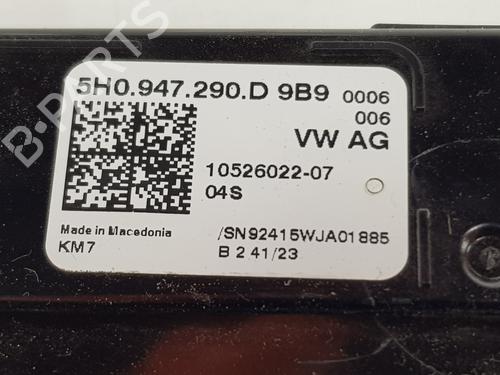 5H0.947.290.D 9B9 0006
006
VW AG
10526022-07
04S
Made in Macedonia
KM7
/SN92415WJA01885
B 2 41/23
B-PARTS